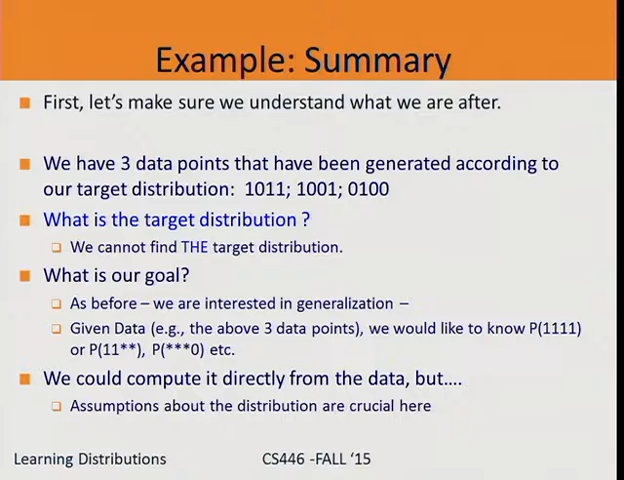 Example: Summary
First, let's make sure we understand what we are after.
We have 3 data points that have been generated according to
our target distribution: 1011; 1001; 0100
What is the target distribution ?
We cannot find THE target distribution.
What is our goal?
As before – we are interested in generalization –
Given Data (e.g., the above 3 data points), we would like to know P(1111)
or P(11**), P(***0) etc.
We could compute it directly from the data, but….
Assumptions about the distribution are crucial here
Learning Distributions CS446 -FALL ‘15